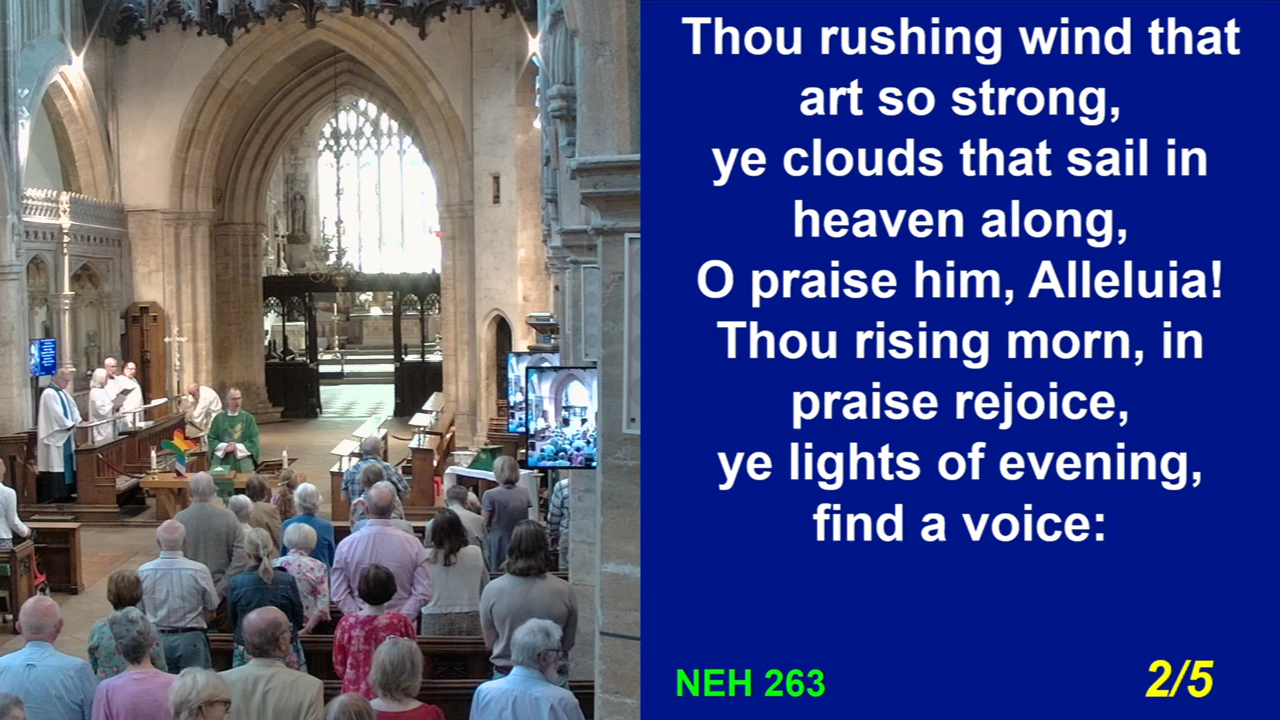 Thou rushing wind that
art so strong,
ye clouds that sail in
heaven along,
O praise him, Alleluia!
Thou rising morn, in
praise rejoice,
ye lights of evening,
find a voice:
NEH 263
2/5